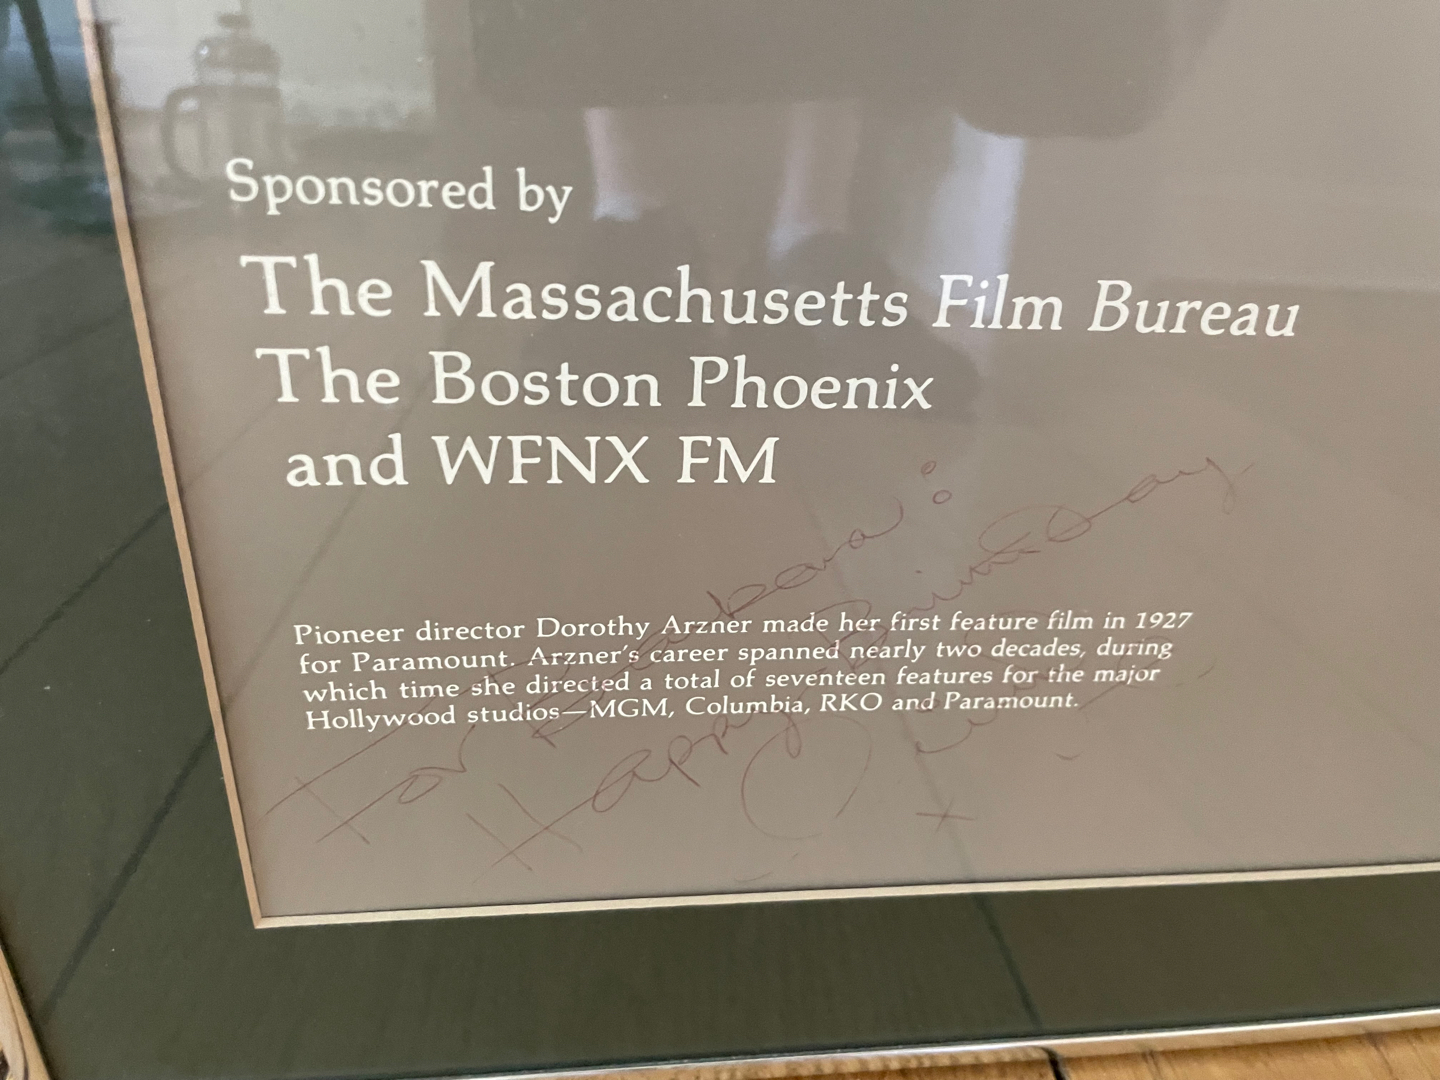 Sponsored by
The Massachusetts Film Bureau
The Boston Phoenix
and WFNX FM
Pioneer director Dorothy Arzner made her first feature film in 1927
for Paramount. Arzner's career spanned nearly two decades, during
which time she directed a total of seventeen features for the major
Hollywood studios—MGM, Columbia, RKO and Paramount.
For Barbara:
Happy Birthday